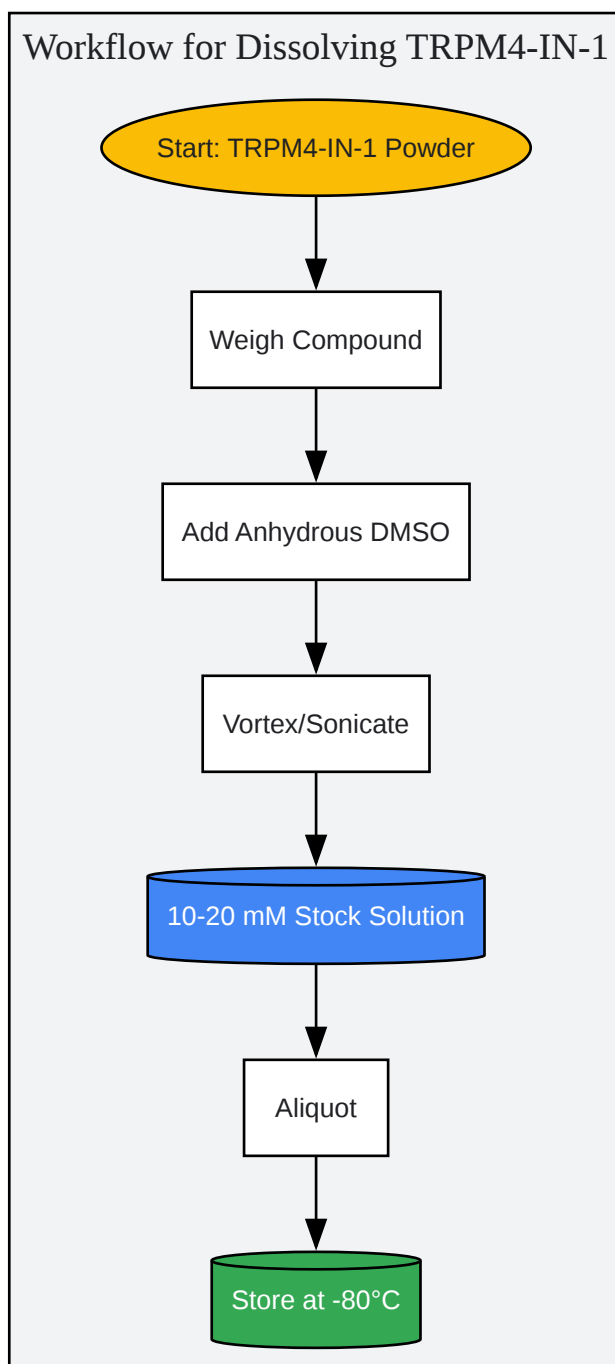 Workflow for Dissolving TRPM4-IN-1
Start: TRPM4-IN-1 Powder
Weigh Compound
Add Anhydrous DMSO
Vortex/Sonicate
10-20 mM Stock Solution
Aliquot
Store at -80°C